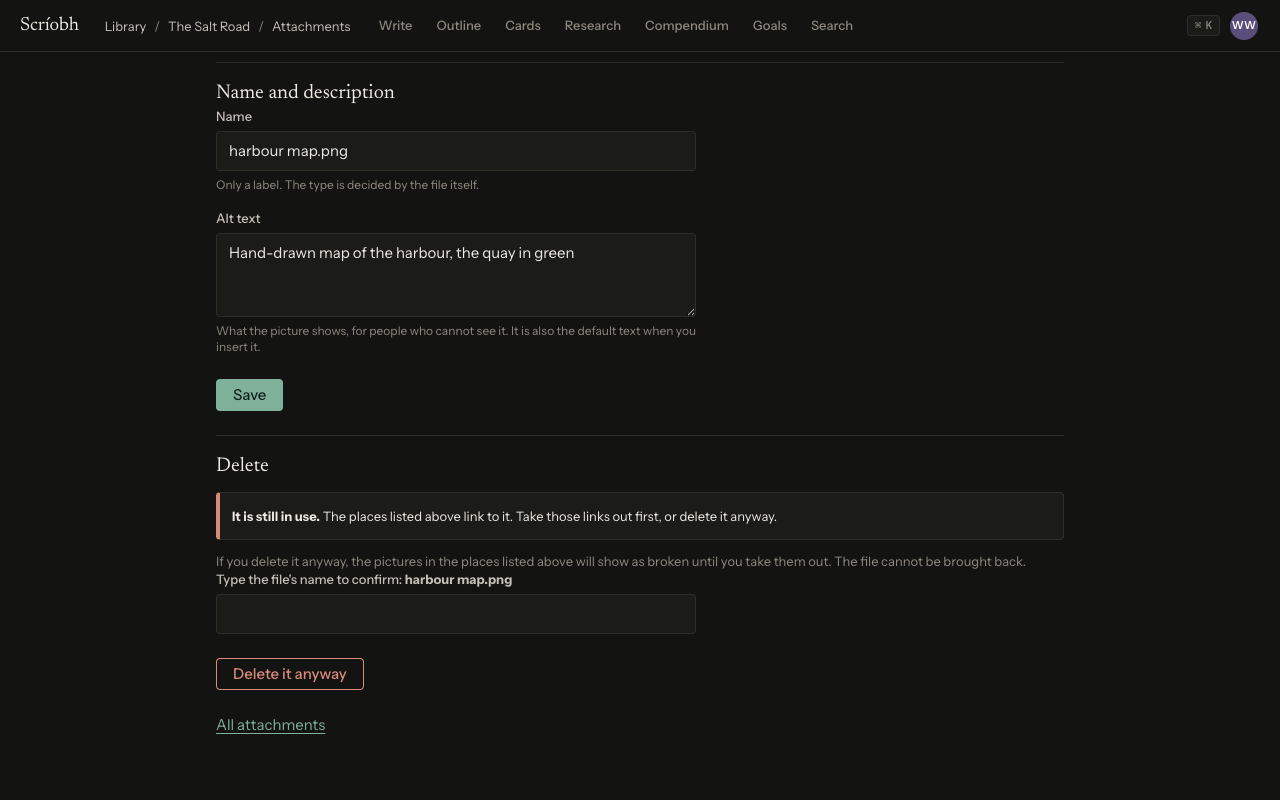 Scríobh
Library / The Salt Road / Attachments
Write
Outline
Cards
Research
Compendium
Goals
Search
⌘ K
WW
Name and description
Name
harbour map.png
Only a label. The type is decided by the file itself.
Alt text
Hand-drawn map of the harbour, the quay in green
What the picture shows, for people who cannot see it. It is also the default text when you
insert it.
Save
Delete
It is still in use. The places listed above link to it. Take those links out first, or delete it anyway.
If you delete it anyway, the pictures in the places listed above will show as broken until you take them out. The file cannot be brought back.
Type the file's name to confirm: harbour map.png
Delete it anyway
All attachments